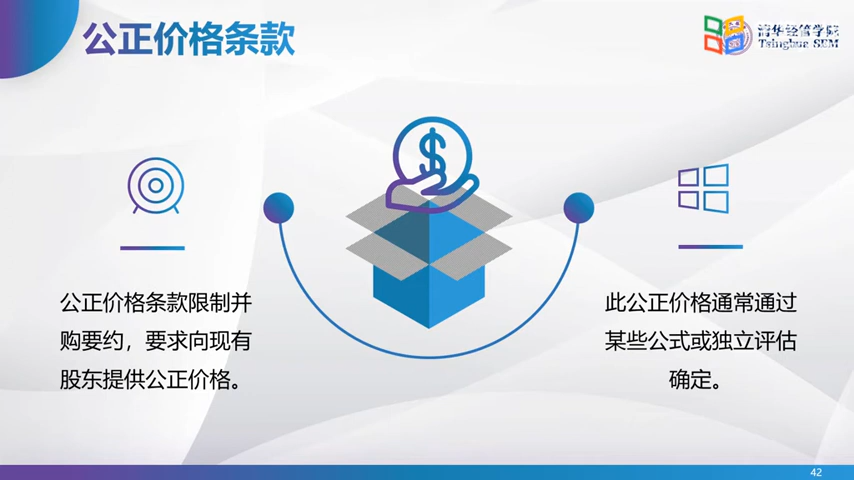 公正价格条款
清华经管学院
Tsinghua SEM
公正价格条款限制并
购要约，要求向现有
股东提供公正价格。
此公正价格通常通过
某些公式或独立评估
确定。
42